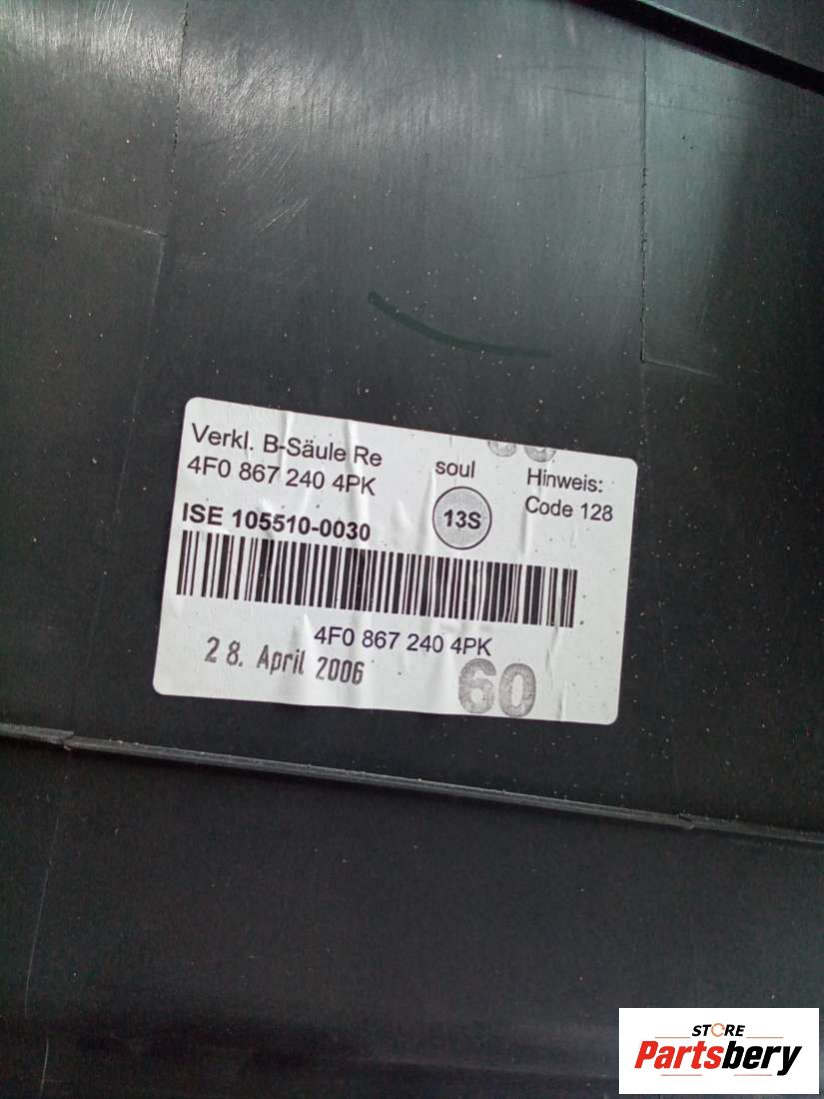 Verkl. B-Säule Re
4F0 867 240 4PK
soul
Hinweis:
Code 128
13S
ISE 105510-0030
4F0 867 240 4PK
28. April 2006
60
STORE
Partsbery